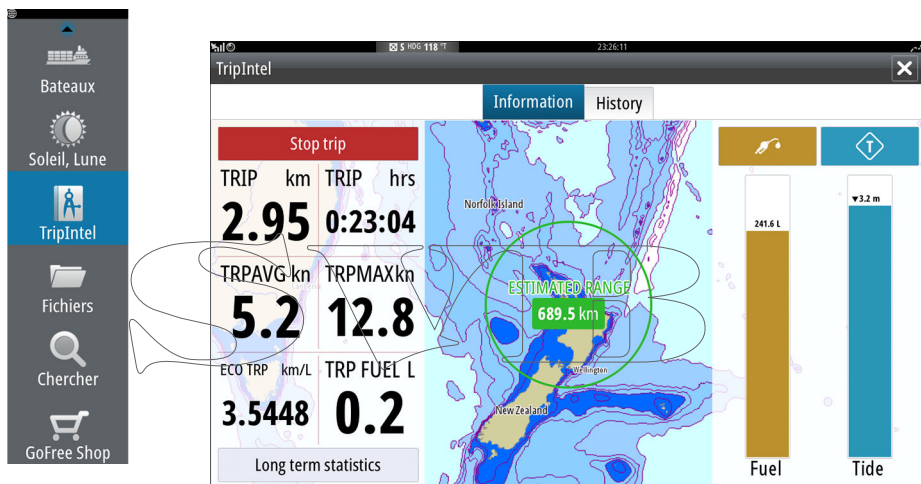 Bateaux
Soleil, Lune
TripIntel
Fichiers
Chercher
GoFree Shop
S HDG 118 °T
23:26:11
TripIntel
Information
History
Stop trip
TRIP km
2.95
TRIP hrs
0:23:04
TRPAVG kn
5.2
TRPMAX kn
12.8
ECO TRP km/L
3.5448
TRP FUEL L
0.2
Long term statistics
Norfolk Island
ESTIMATED RANGE
689.5 km
Wellington
New Zealand
T
241.6 L
▼3.2 m
Fuel
Tide